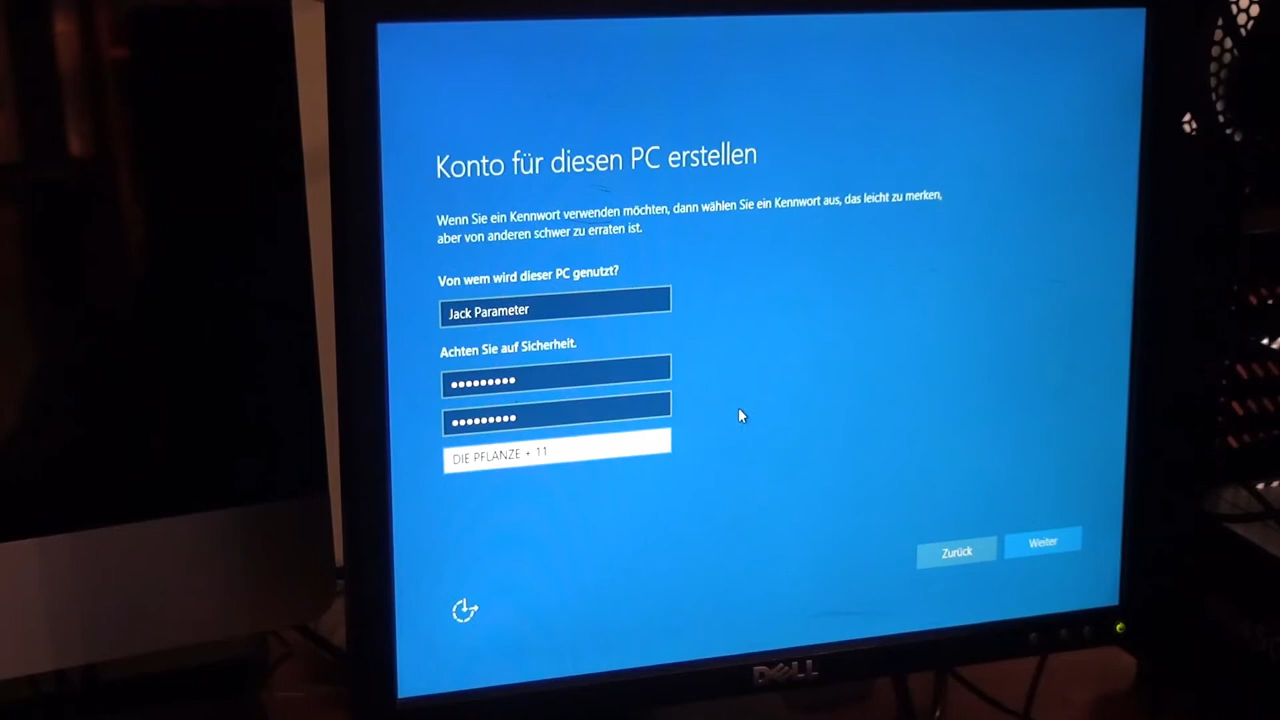 Konto für diesen PC erstellen
Wenn Sie ein Kennwort verwenden möchten, dann wählen Sie ein Kennwort aus, das leicht zu merken,
aber von anderen schwer zu erraten ist.
Von wem wird dieser PC genutzt?
Jack Parameter
Achten Sie auf Sicherheit.
●●●●●●●●●
●●●●●●●●●
DIE PFLANZE + 11
Zurück
Weiter
DELL